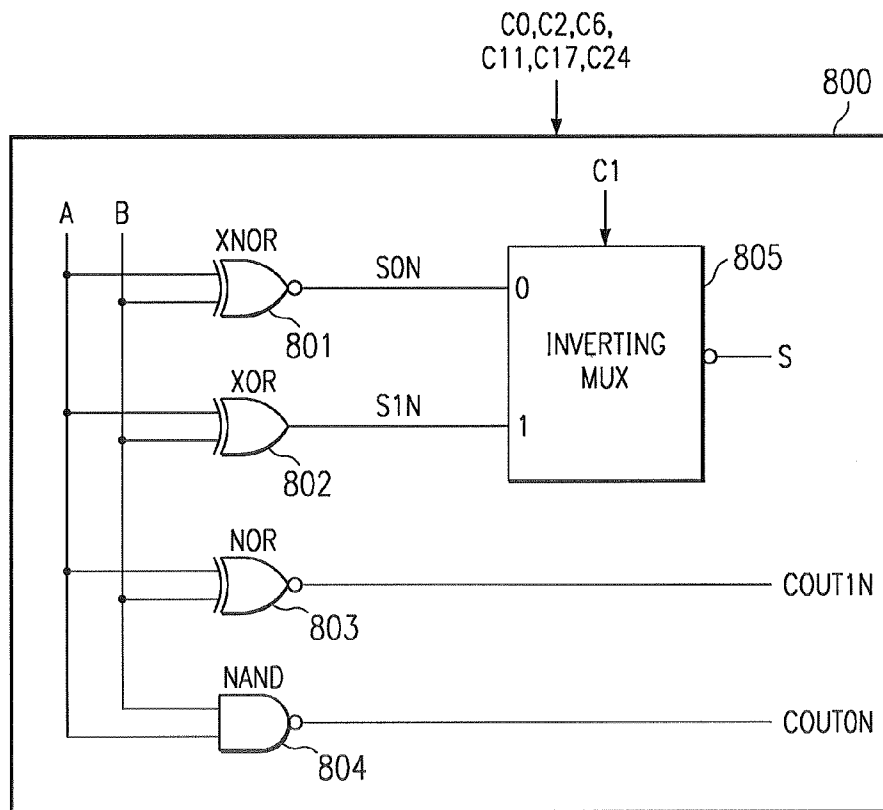 C0,C2,C6,
C11,C17,C24
800
C1
A B
XNOR
S0N
805
0
801
INVERTING
MUX
S
XOR
S1N
1
802
NOR
COUT1N
803
NAND
COUT0N
804